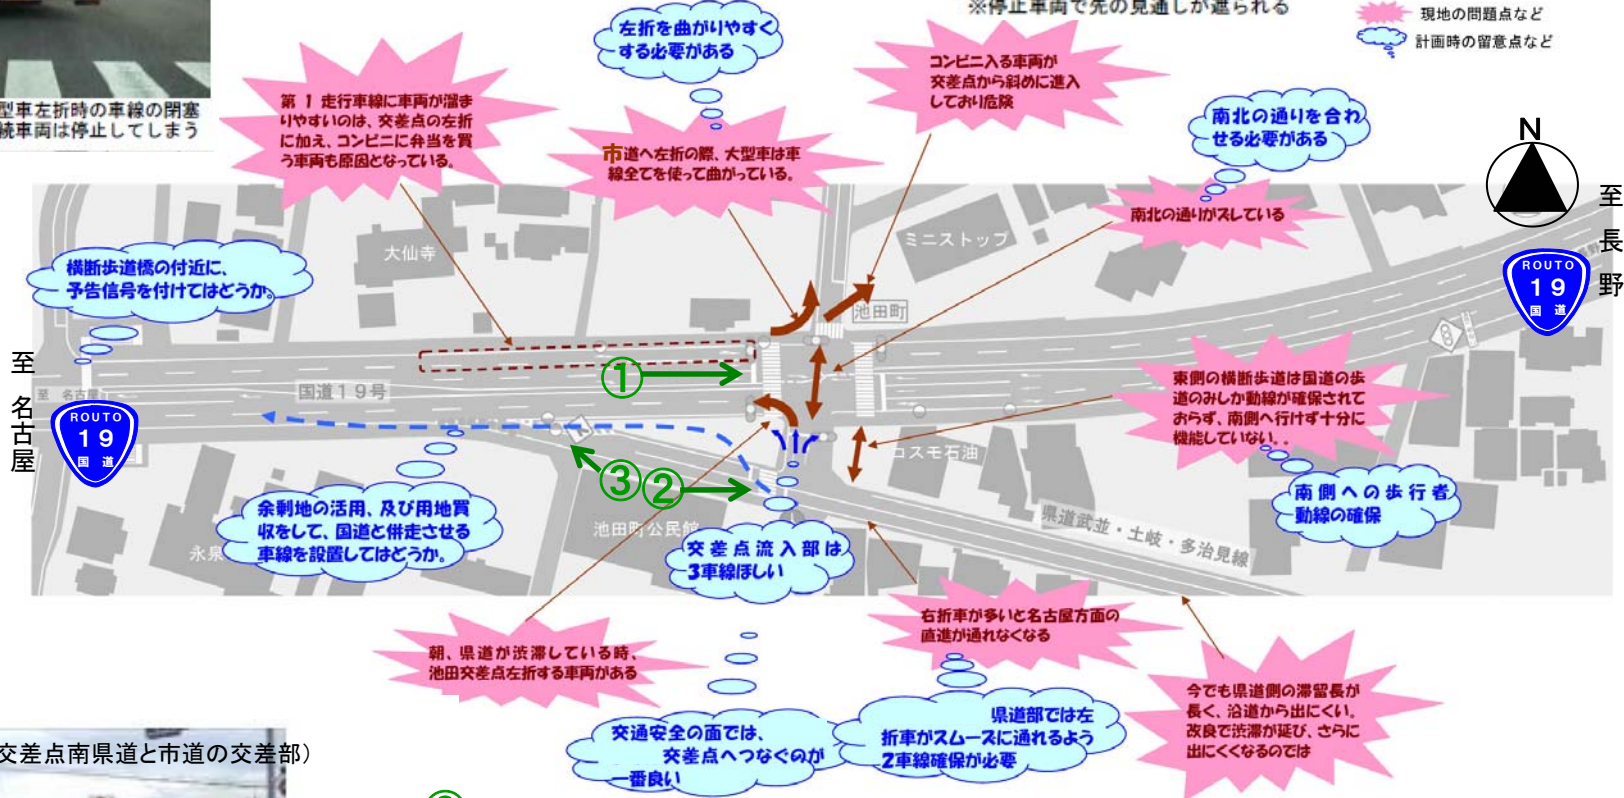 ※停止車両で先の見通しが遮られる
現地の問題点など
計画時の留意点など
型車左折時の車線の閉塞
続車両は停止してしまう
第1走行車線に車両が溜ま
りやすいのは、交差点の左折
に加え、コンビニに弁当を買
う車両も原因となっている。
左折を曲がりやすく
する必要がある
市道へ左折の際、大型車は車
線全てを使って曲がっている。
コンビニ入る車両が
交差点から斜めに進入
しており危険
南北の通りを合わ
せる必要がある
南北の通りがズレている
N
至長野
ROUTO
19
国道
横断歩道橋の付近に、
予告信号を付けてはどうか。
大仙寺
ミニストップ
池田町
至名古屋
至 名古屋
ROUTO
19
国道
国道19号
①
東側の横断歩道は国道の歩
道のみしか動線が確保されて
おらず、南側へ行けず十分に
機能していない。.
コスモ石油
③
②
南側への歩行者
動線の確保
余剰地の活用、及び用地買
収をして、国道と併走させる
車線を設置してはどうか。
永泉
池田町公民館
交差点流入部は
3車線ほしい
県道武並・土岐・多治見線
朝、県道が渋滞している時、
池田交差点左折する車両がある
右折車が多いと名古屋方面の
直進が通れなくなる
今でも県道側の滞留長が
長く、沿道から出にくい。
改良で渋滞が延び、さらに
出にくくなるのでは
交通安全の面では、
交差点へつなぐのが
一番良い
県道部では左
折車がスムーズに通れるよう
2車線確保が必要
交差点南県道と市道の交差部）